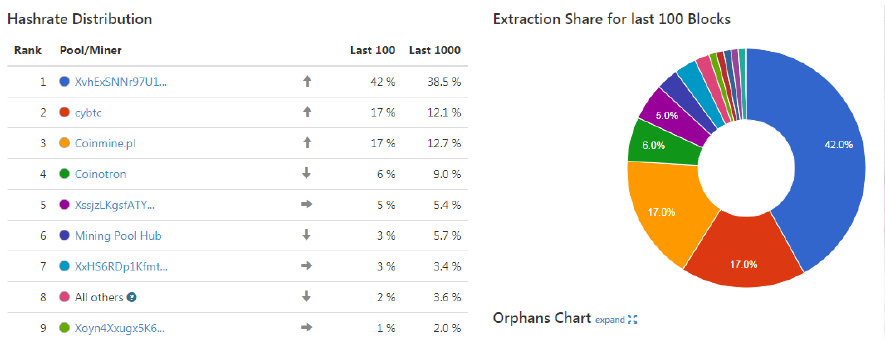 Hashrate Distribution
Rank Pool/Miner Last 100 Last 1000
1 XvhExSNNr97U1... 42 % 38.5 %
2 cybtc 17 % 12.1 %
3 Coinmine.pl 17 % 12.7 %
4 Coinotron 6 % 9.0 %
5 XssjzLKgsfATY... 5 % 5.4 %
6 Mining Pool Hub 3 % 5.7 %
7 XxHS6RDp1Kfmt... 3 % 3.4 %
8 All others ? 2 % 3.6 %
9 Xoyn4Xxugx5K6... 1 % 2.0 %
Extraction Share for last 100 Blocks
5.0%
6.0%
42.0%
17.0%
17.0%
Orphans Chart expand